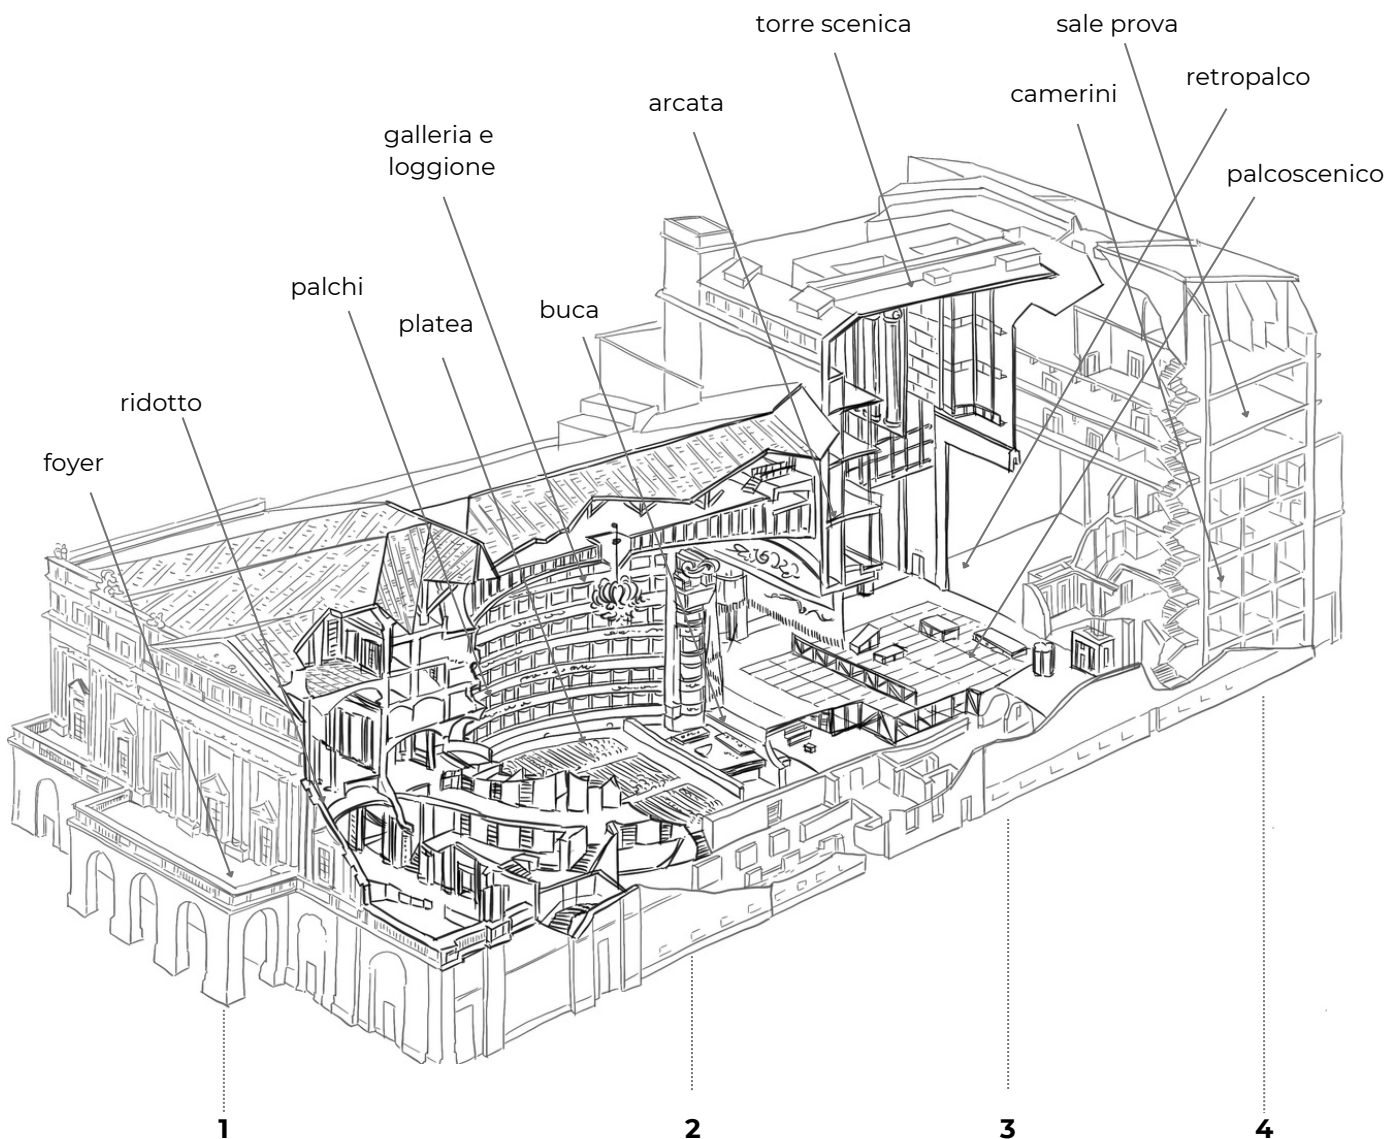 torre scenica
sale prova
retropalco
camerini
arcata
galleria e
loggione
palcoscenico
palchi
buca
platea
ridotto
foyer
1
2
3
4